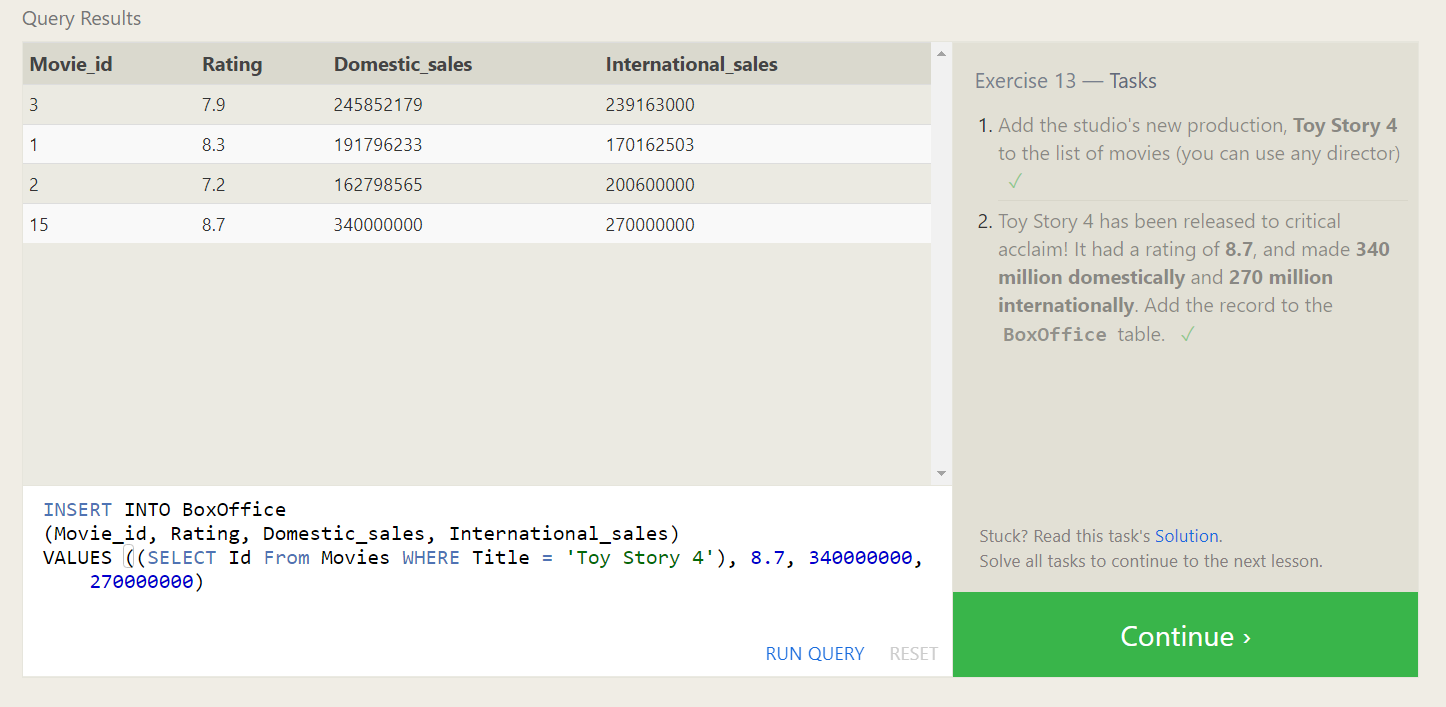 Query Results
Movie_id Rating Domestic_sales International_sales
3 7.9 245852179 239163000
1 8.3 191796233 170162503
2 7.2 162798565 200600000
15 8.7 340000000 270000000
INSERT INTO BoxOffice
(Movie_id, Rating, Domestic_sales, International_sales)
VALUES ((SELECT Id From Movies WHERE Title = 'Toy Story 4'), 8.7, 340000000,
270000000)
RUN QUERY RESET
Exercise 13 — Tasks
1. Add the studio's new production, Toy Story 4
to the list of movies (you can use any director)
✓
2. Toy Story 4 has been released to critical
acclaim! It had a rating of 8.7, and made 340
million domestically and 270 million
internationally. Add the record to the
BoxOffice table. ✓
Stuck? Read this task's Solution.
Solve all tasks to continue to the next lesson.
Continue ›